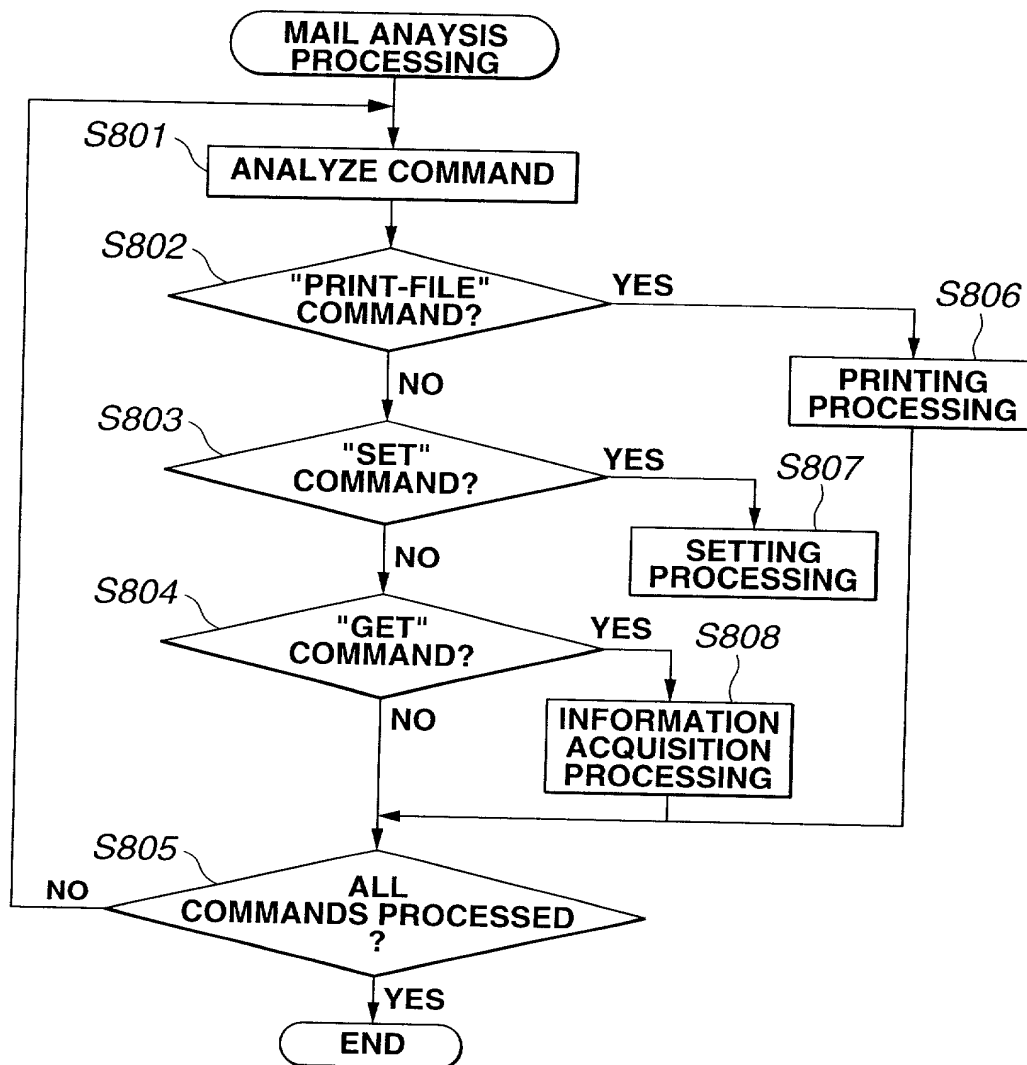 MAIL ANAYSIS
PROCESSING
S801
ANALYZE COMMAND
S802
"PRINT-FILE"
COMMAND?
YES
S806
PRINTING
PROCESSING
NO
S803
"SET"
COMMAND?
YES
S807
SETTING
PROCESSING
NO
S804
"GET"
COMMAND?
YES
S808
INFORMATION
ACQUISITION
PROCESSING
NO
S805
ALL
COMMANDS PROCESSED
?
NO
YES
END